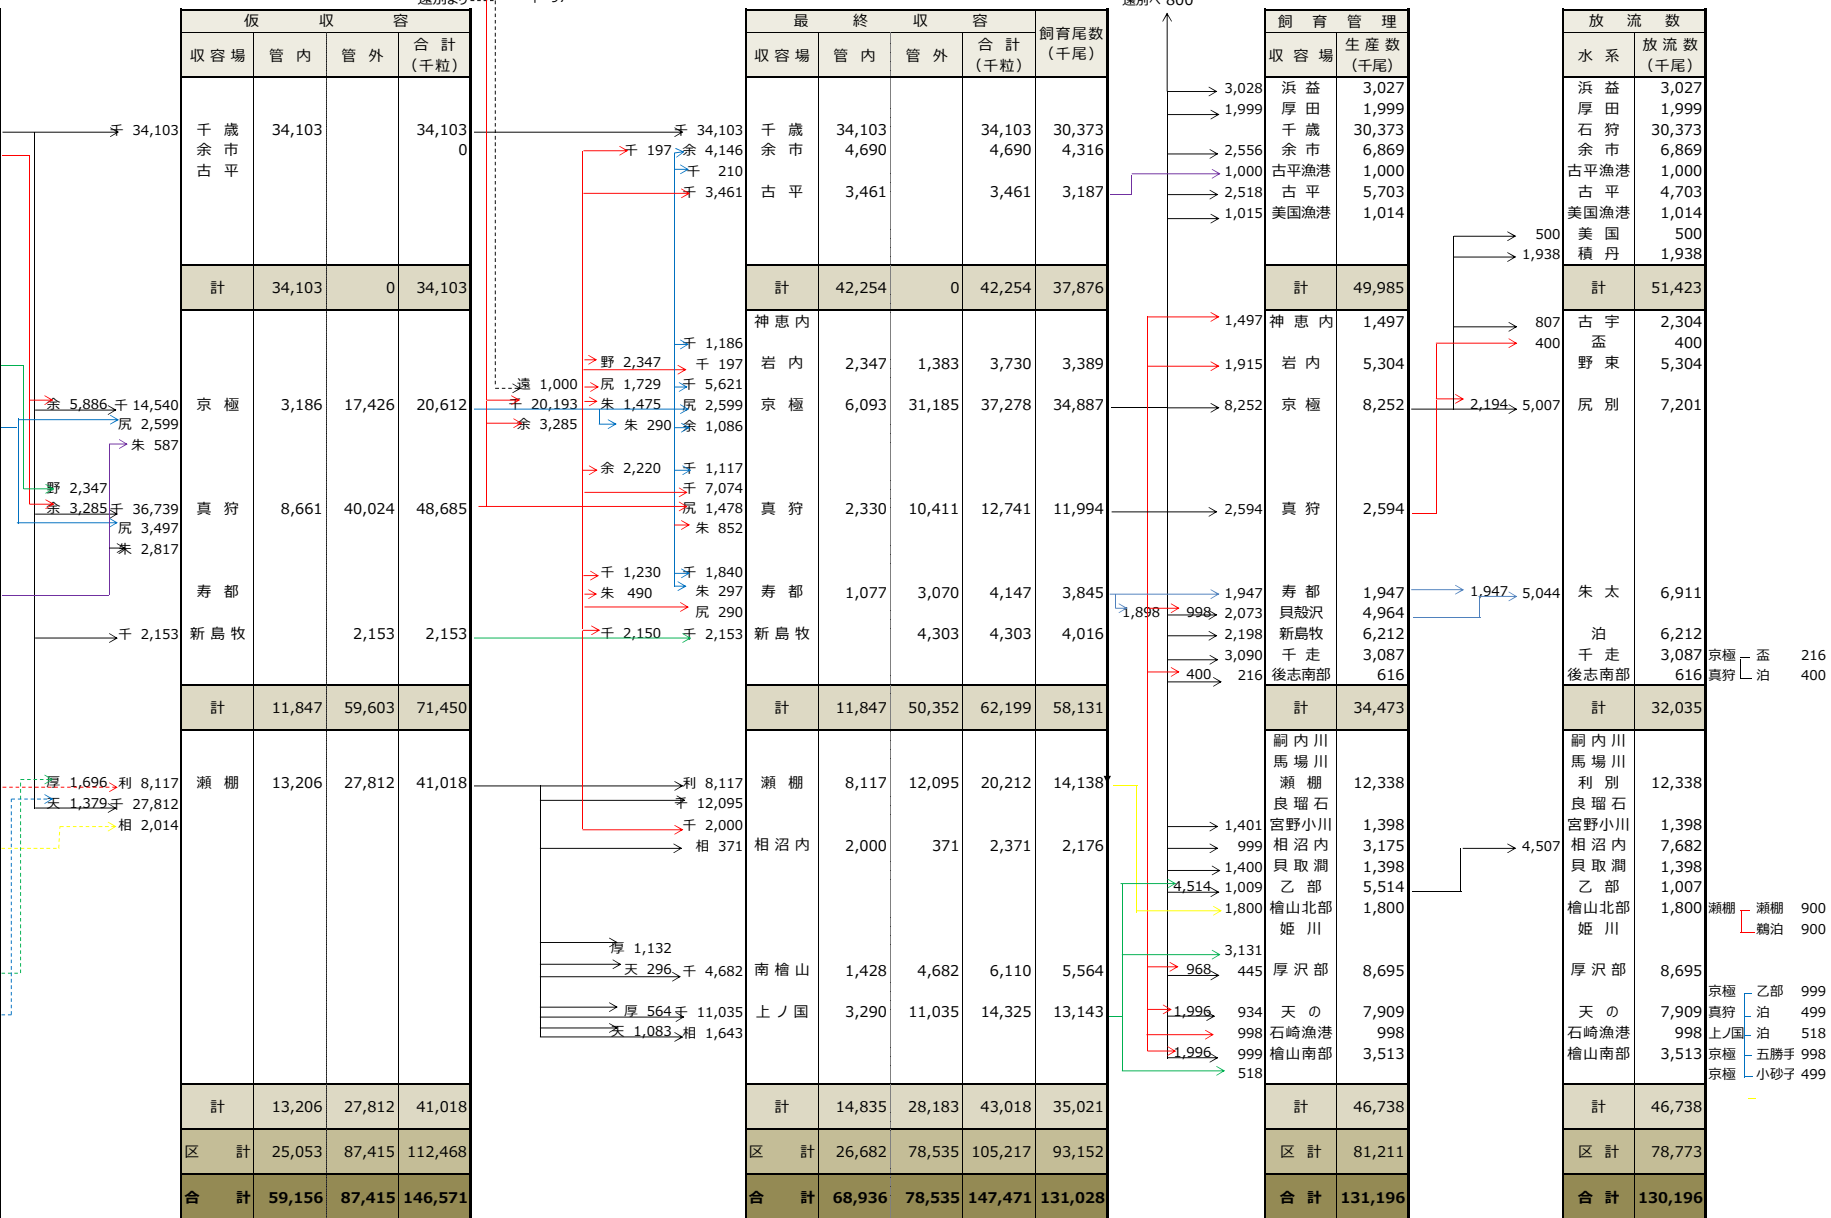 遠別へ 800
仮 収 容
収容場 管 内 管 外 合 計 (千粒)
千 34,103 千 歳 34,103 34,103
余 市 0
古 平
計 34,103 0 34,103
余 5,886 千 14,540 京 極 3,186 17,426 20,612
尻 2,599
朱 587
野 2,347
余 3,285 千 36,739 真 狩 8,661 40,024 48,685
尻 3,497
朱 2,817
寿 都
千 2,153 新島牧 2,153 2,153
計 11,847 59,603 71,450
厚 1,696 利 8,117 瀬 棚 13,206 27,812 41,018
天 1,379 千 27,812
相 2,014
計 13,206 27,812 41,018
区 計 25,053 87,415 112,468
合 計 59,156 87,415 146,571
最 終 収 容 飼育尾数 (千尾)
収容場 管 内 管 外 合 計 (千粒)
千 34,103 千 歳 34,103 34,103 30,373
千 197 余 4,146 余 市 4,690 4,690 4,316
千 210
千 3,461 古 平 3,461 3,461 3,187
計 42,254 0 42,254 37,876
神恵内
千 1,186
野 2,347 千 197 岩 内 2,347 1,383 3,730 3,389
遠 1,000 尻 1,729 千 5,621
千 20,193 朱 1,475 尻 2,599 京 極 6,093 31,185 37,278 34,887
余 3,285 朱 290 余 1,086
余 2,220 千 1,117
千 7,074
尻 1,478 真 狩 2,330 10,411 12,741 11,994
朱 852
千 1,230 千 1,840
朱 490 朱 297 寿 都 1,077 3,070 4,147 3,845
尻 290
千 2,150 千 2,153 新島牧 4,303 4,303 4,016
計 11,847 50,352 62,199 58,131
利 8,117 瀬 棚 8,117 12,095 20,212 14,138
千 12,095
千 2,000
相 371 相沼内 2,000 371 2,371 2,176
厚 1,132
天 296 千 4,682 南檜山 1,428 4,682 6,110 5,564
厚 564 千 11,035 上ノ国 3,290 11,035 14,325 13,143
天 1,083 相 1,643
計 14,835 28,183 43,018 35,021
区 計 26,682 78,535 105,217 93,152
合 計 68,936 78,535 147,471 131,028
飼 育 管 理
収 容 場 生産数 (千尾)
3,028 浜 益 3,027
1,999 厚 田 1,999
千 歳 30,373
2,556 余 市 6,869
1,000 古平漁港 1,000
2,518 古 平 5,703
1,015 美国漁港 1,014
計 49,985
1,497 神 恵 内 1,497
1,915 岩 内 5,304
8,252 京 極 8,252
2,594 真 狩 2,594
1,947 寿 都 1,947
1,898 998 2,073 貝殻沢 4,964
2,198 新島牧 6,212
3,090 千 走 3,087
400 216 後志南部 616
計 34,473
嗣内川
馬場川
瀬 棚 12,338
良瑠石
1,401 宮野小川 1,398
999 相沼内 3,175
1,400 貝取澗 1,398
4,514 1,009 乙 部 5,514
1,800 檜山北部 1,800
姫 川
3,131
968 445 厚沢部 8,695
1,996 934 天 の 7,909
998 石崎漁港 998
1,996 999 檜山南部 3,513
518
計 46,738
区 計 81,211
合 計 131,196
放 流 数
水 系 放流数 (千尾)
浜 益 3,027
厚 田 1,999
石 狩 30,373
余 市 6,869
古平漁港 1,000
古 平 4,703
美国漁港 1,014
500 美 国 500
1,938 積 丹 1,938
計 51,423
807 古 宇 2,304
400 盃 400
野 束 5,304
2,194 5,007 尻 別 7,201
1,947 5,044 朱 太 6,911
泊 6,212
千 走 3,087 京極 盃 216
後志南部 616 真狩 泊 400
計 32,035
嗣内川
馬場川
利 別 12,338
良瑠石
宮野小川 1,398
4,507 相沼内 7,682
貝取澗 1,398
乙 部 1,007
檜山北部 1,800 瀬棚 瀬棚 900
姫 川 鵜泊 900
厚沢部 8,695
京極 乙部 999
天 の 7,909 真狩 泊 499
石崎漁港 998 上ノ国 泊 518
檜山南部 3,513 京極 五勝手 998
京極 小砂子 499
計 46,738
区 計 78,773
合 計 130,196